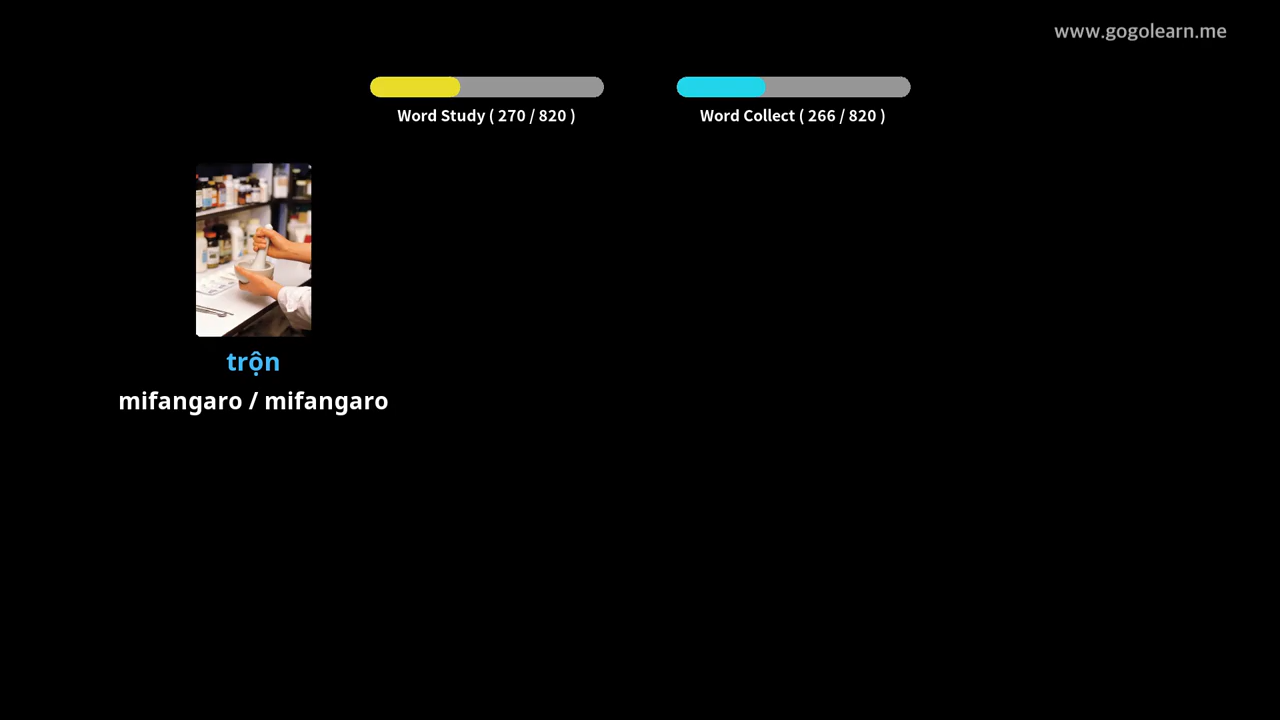 www.gogolearn.me
Word Study ( 270 / 820 )
Word Collect ( 266 / 820 )
trộn
mifangaro / mifangaro